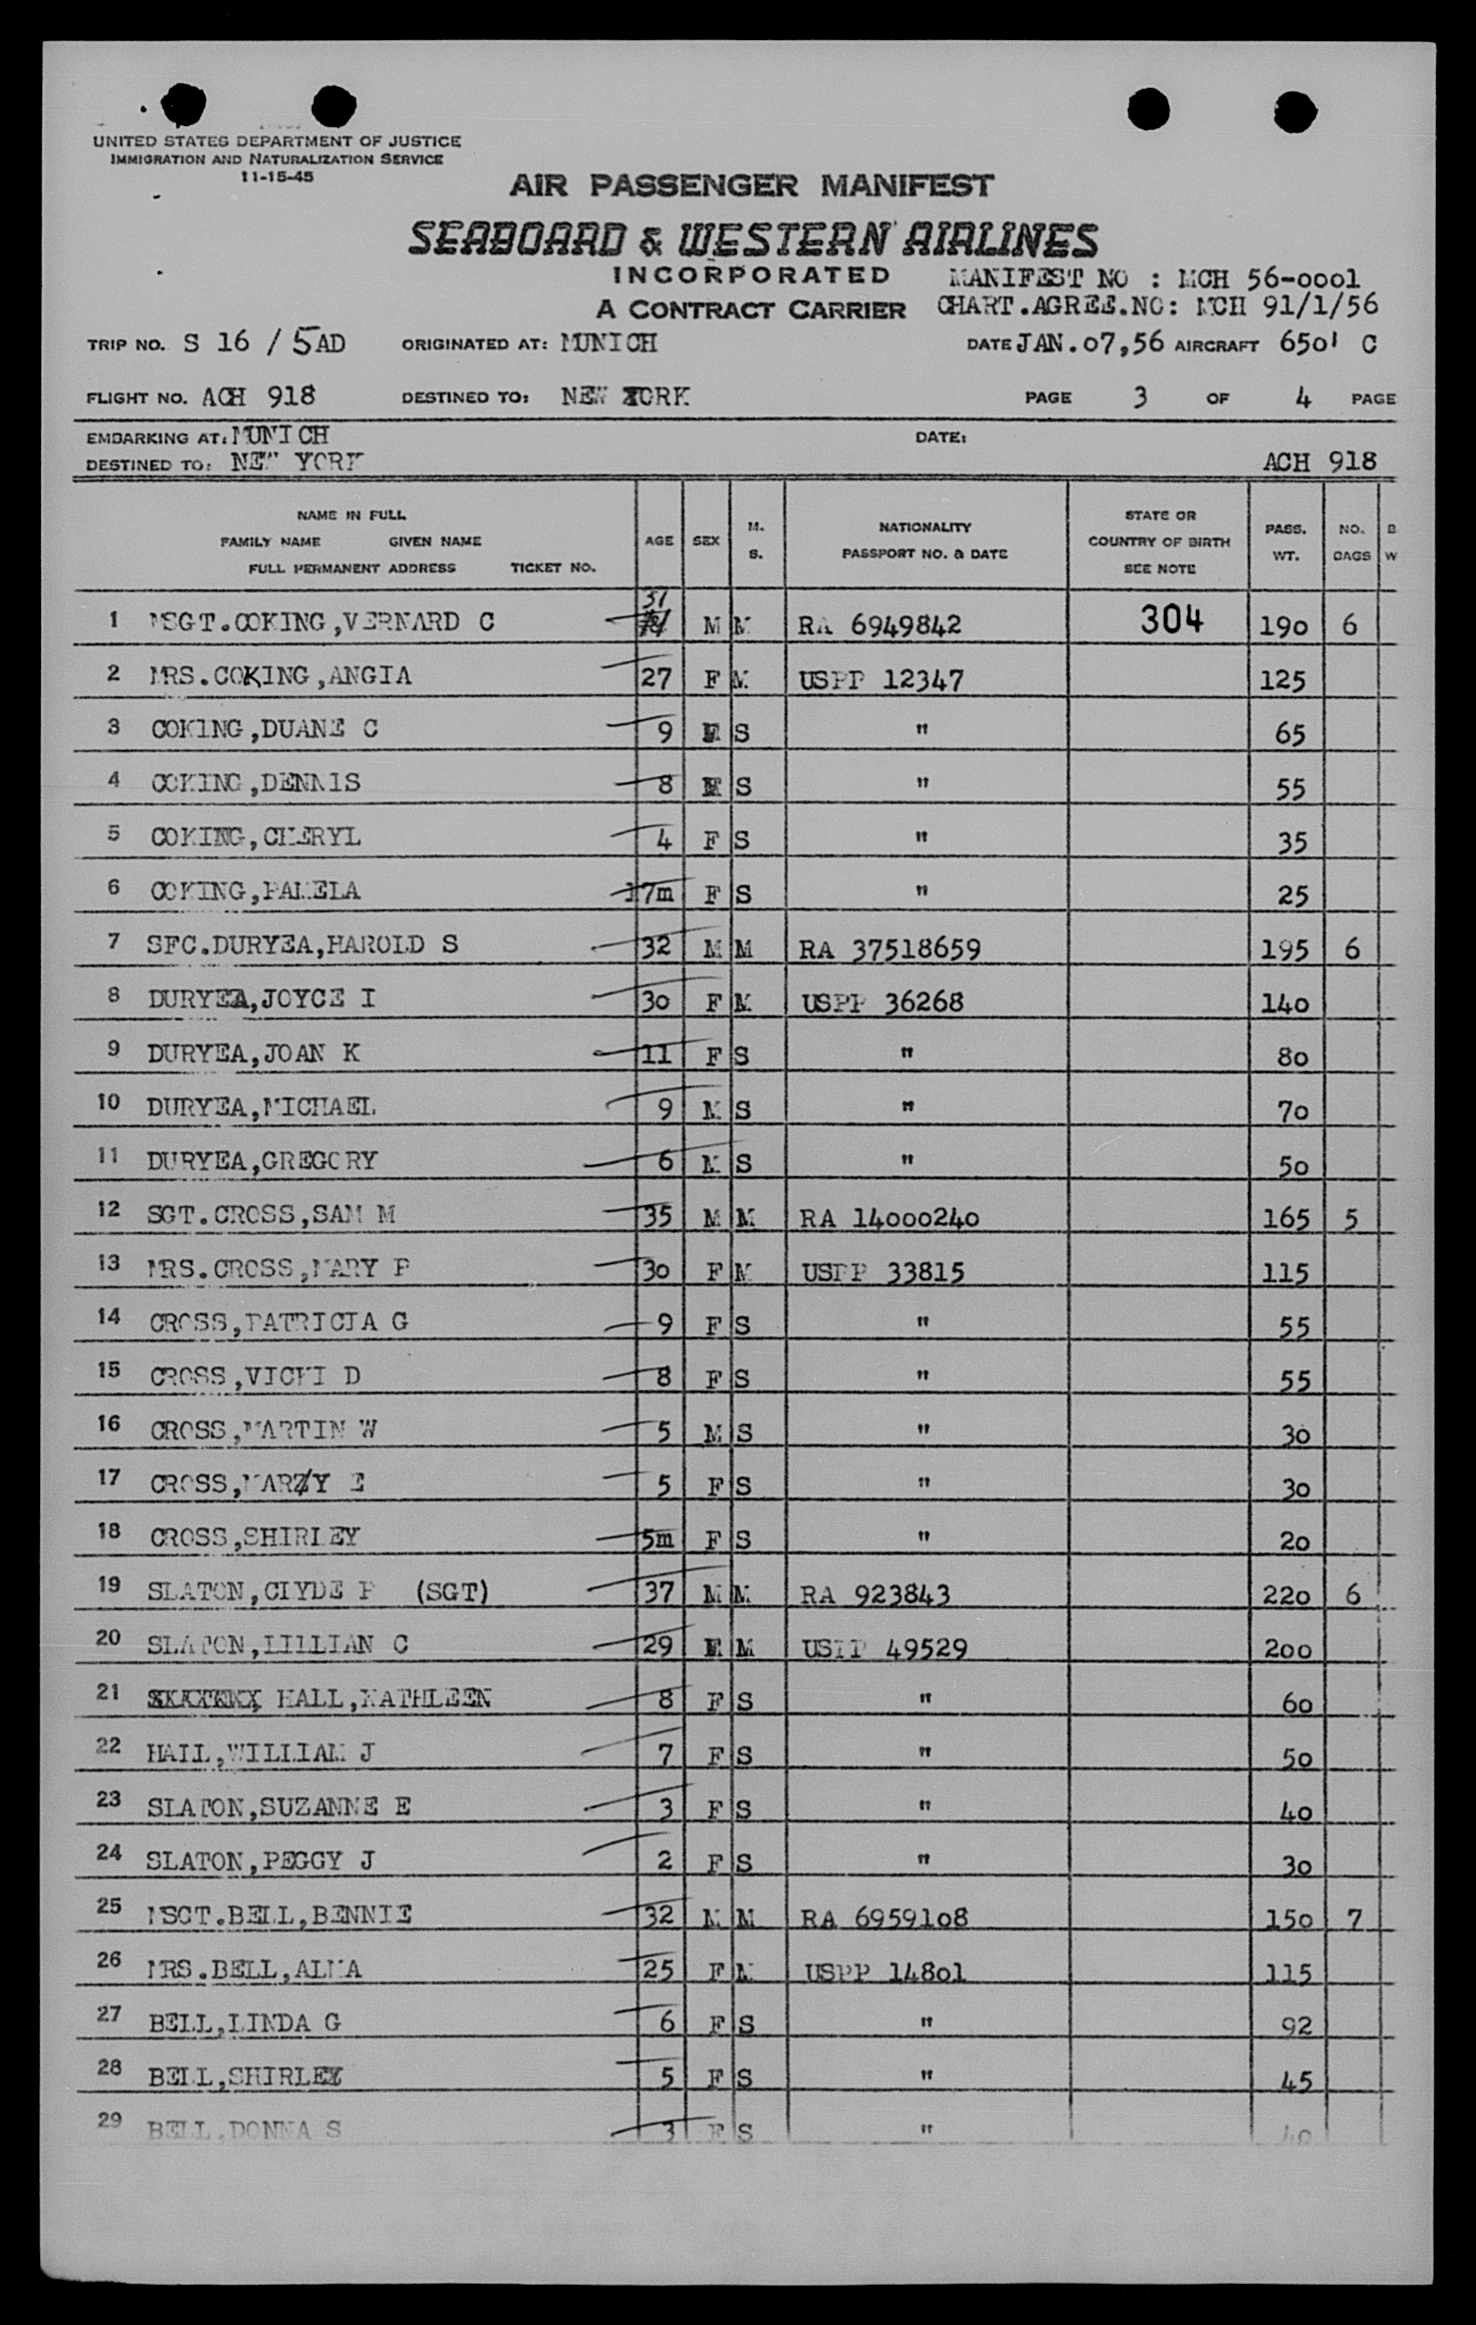 UNITED STATES DEPARTMENT OF JUSTICE
IMMIGRATION AND NATURALIZATION SERVICE
11-15-45
AIR PASSENGER MANIFEST
SEABOARD & WESTERN AIRLINES
INCORPORATED MANIFEST NO : MCH 56-0001
A CONTRACT CARRIER CHART.AGREE.NO: MCH 91/1/56
TRIP NO. S 16 / 5AD ORIGINATED AT: MUNICH DATE JAN.07,56 AIRCRAFT 6501 C
FLIGHT NO. ACH 918 DESTINED TO: NEW YORK PAGE 3 OF 4 PAGE
EMBARKING AT: MUNICH DATE:
DESTINED TO: NEW YORK ACH 918
NAME IN FULL
FAMILY NAME GIVEN NAME
FULL PERMANENT ADDRESS TICKET NO.
AGE SEX M. S. NATIONALITY PASSPORT NO. & DATE STATE OR COUNTRY OF BIRTH SEE NOTE PASS. WT. NO. BAGS B W
1 MSGT.COKING,VERNARD C 31 M M RA 6949842 304 190 6
2 MRS.COKING,ANGIA 27 F M USPP 12347 125
3 COKING,DUANE C 9 S " 65
4 COKING,DENNIS 8 S " 55
5 COKING,CHERYL 4 F S " 35
6 COKING,PAMELA 17m F S " 25
7 SFC.DURYEA,HAROLD S 32 M M RA 37518659 195 6
8 DURYEA,JOYCE I 30 F M USPP 36268 140
9 DURYEA,JOAN K 11 F S " 80
10 DURYEA,MICHAEL 9 M S " 70
11 DURYEA,GREGORY 6 M S " 50
12 SGT.CROSS,SAM M 35 M M RA 14000240 165 5
13 MRS.CROSS,MARY P 30 F M USPP 33815 115
14 CROSS,PATRICIA G 9 F S " 55
15 CROSS,VICKI D 8 F S " 55
16 CROSS,MARTIN W 5 M S " 30
17 CROSS,MARY E 5 F S " 30
18 CROSS,SHIRLEY 5m F S " 20
19 SLATON,CLYDE P (SGT) 37 M M RA 923843 220 6
20 SLATON,LILLIAN C 29 F M USPP 49529 200
21 HALL,KATHLEEN 8 F S " 60
22 HALL,WILLIAM J 7 F S " 50
23 SLATON,SUZANNE E 3 F S " 40
24 SLATON,PEGGY J 2 F S " 30
25 MSGT.BELL,BENNIE 32 M M RA 6959108 150 7
26 MRS.BELL,ALMA 25 F M USPP 14801 115
27 BELL,LINDA G 6 F S " 92
28 BELL,SHIRLEY 5 F S " 45
29 BELL,DONNA S 3 F S " 40